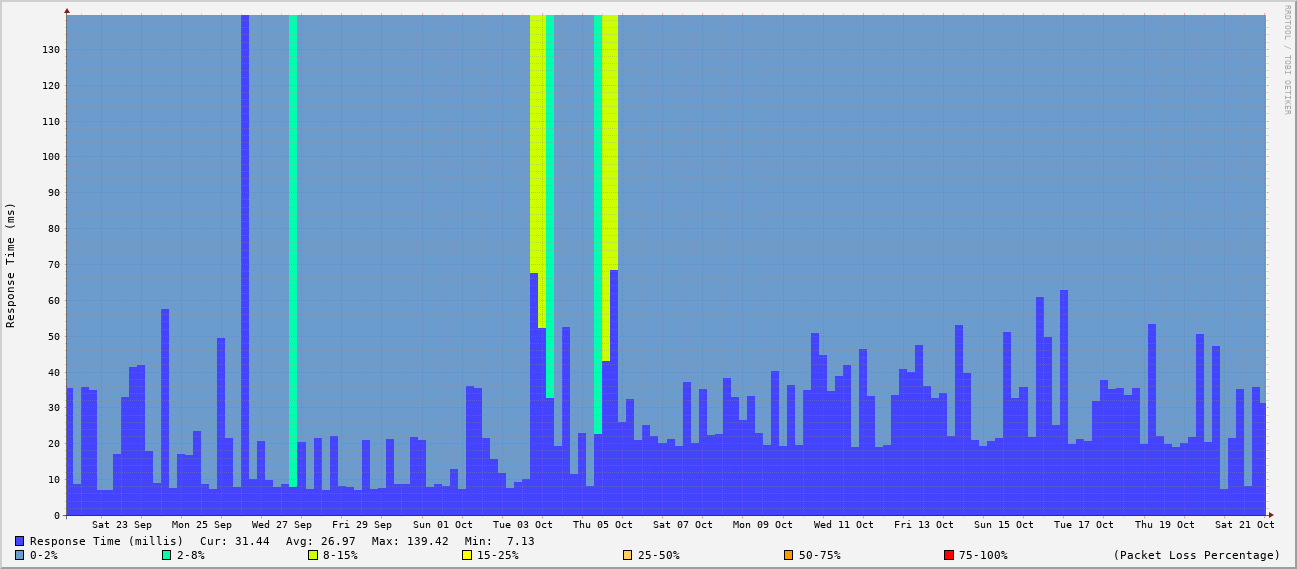 RRDTOOL / TOBI OETIKER
Response Time (ms)
130
120
110
100
90
80
70
60
50
40
30
20
10
0
Sat 23 Sep Mon 25 Sep Wed 27 Sep Fri 29 Sep Sun 01 Oct Tue 03 Oct Thu 05 Oct Sat 07 Oct Mon 09 Oct Wed 11 Oct Fri 13 Oct Sun 15 Oct Tue 17 Oct Thu 19 Oct Sat 21 Oct
Response Time (millis) Cur: 31.44 Avg: 26.97 Max: 139.42 Min: 7.13
0-2% 2-8% 8-15% 15-25% 25-50% 50-75% 75-100% (Packet Loss Percentage)